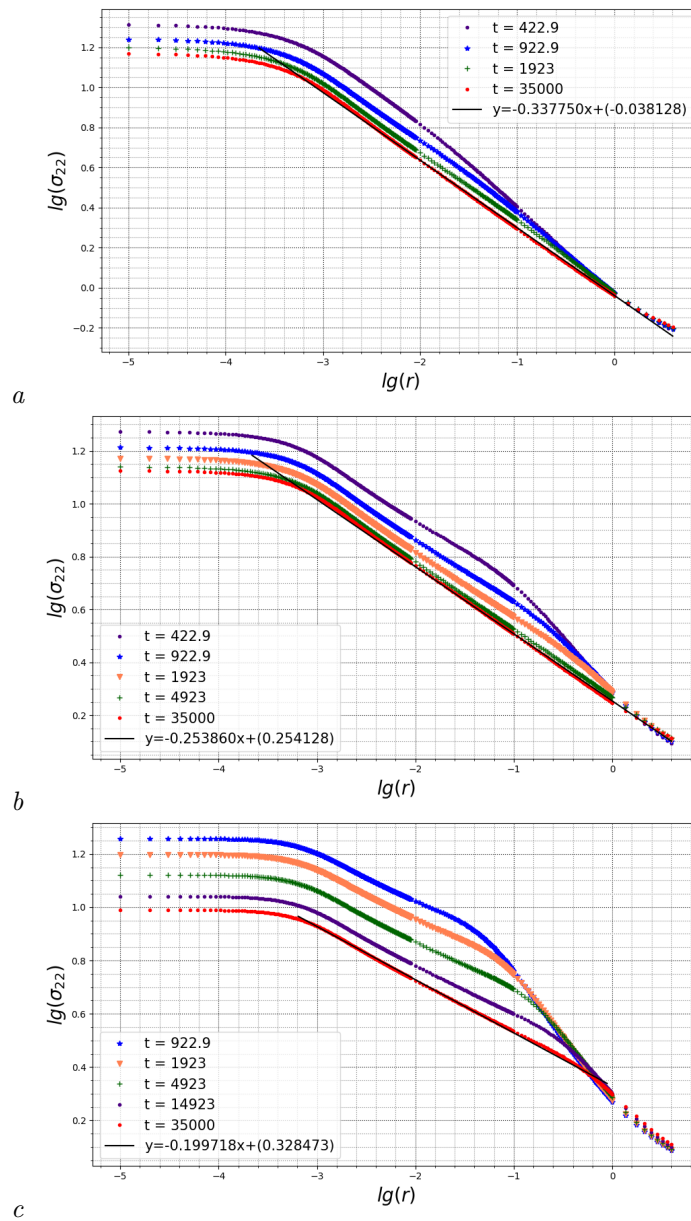 1.2
1.0
0.8
0.6
0.4
0.2
0.0
−0.2
lg(σ22)
t = 422.9
t = 922.9
t = 1923
t = 35000
y=-0.337750x+(-0.038128)
−5
−4
−3
−2
−1
0
lg(r)
a
1.2
1.0
0.8
0.6
0.4
0.2
lg(σ22)
t = 422.9
t = 922.9
t = 1923
t = 4923
t = 35000
y=-0.253860x+(0.254128)
−5
−4
−3
−2
−1
0
lg(r)
b
1.2
1.0
0.8
0.6
0.4
0.2
lg(σ22)
t = 922.9
t = 1923
t = 4923
t = 14923
t = 35000
y=-0.199718x+(0.328473)
−5
−4
−3
−2
−1
0
lg(r)
c